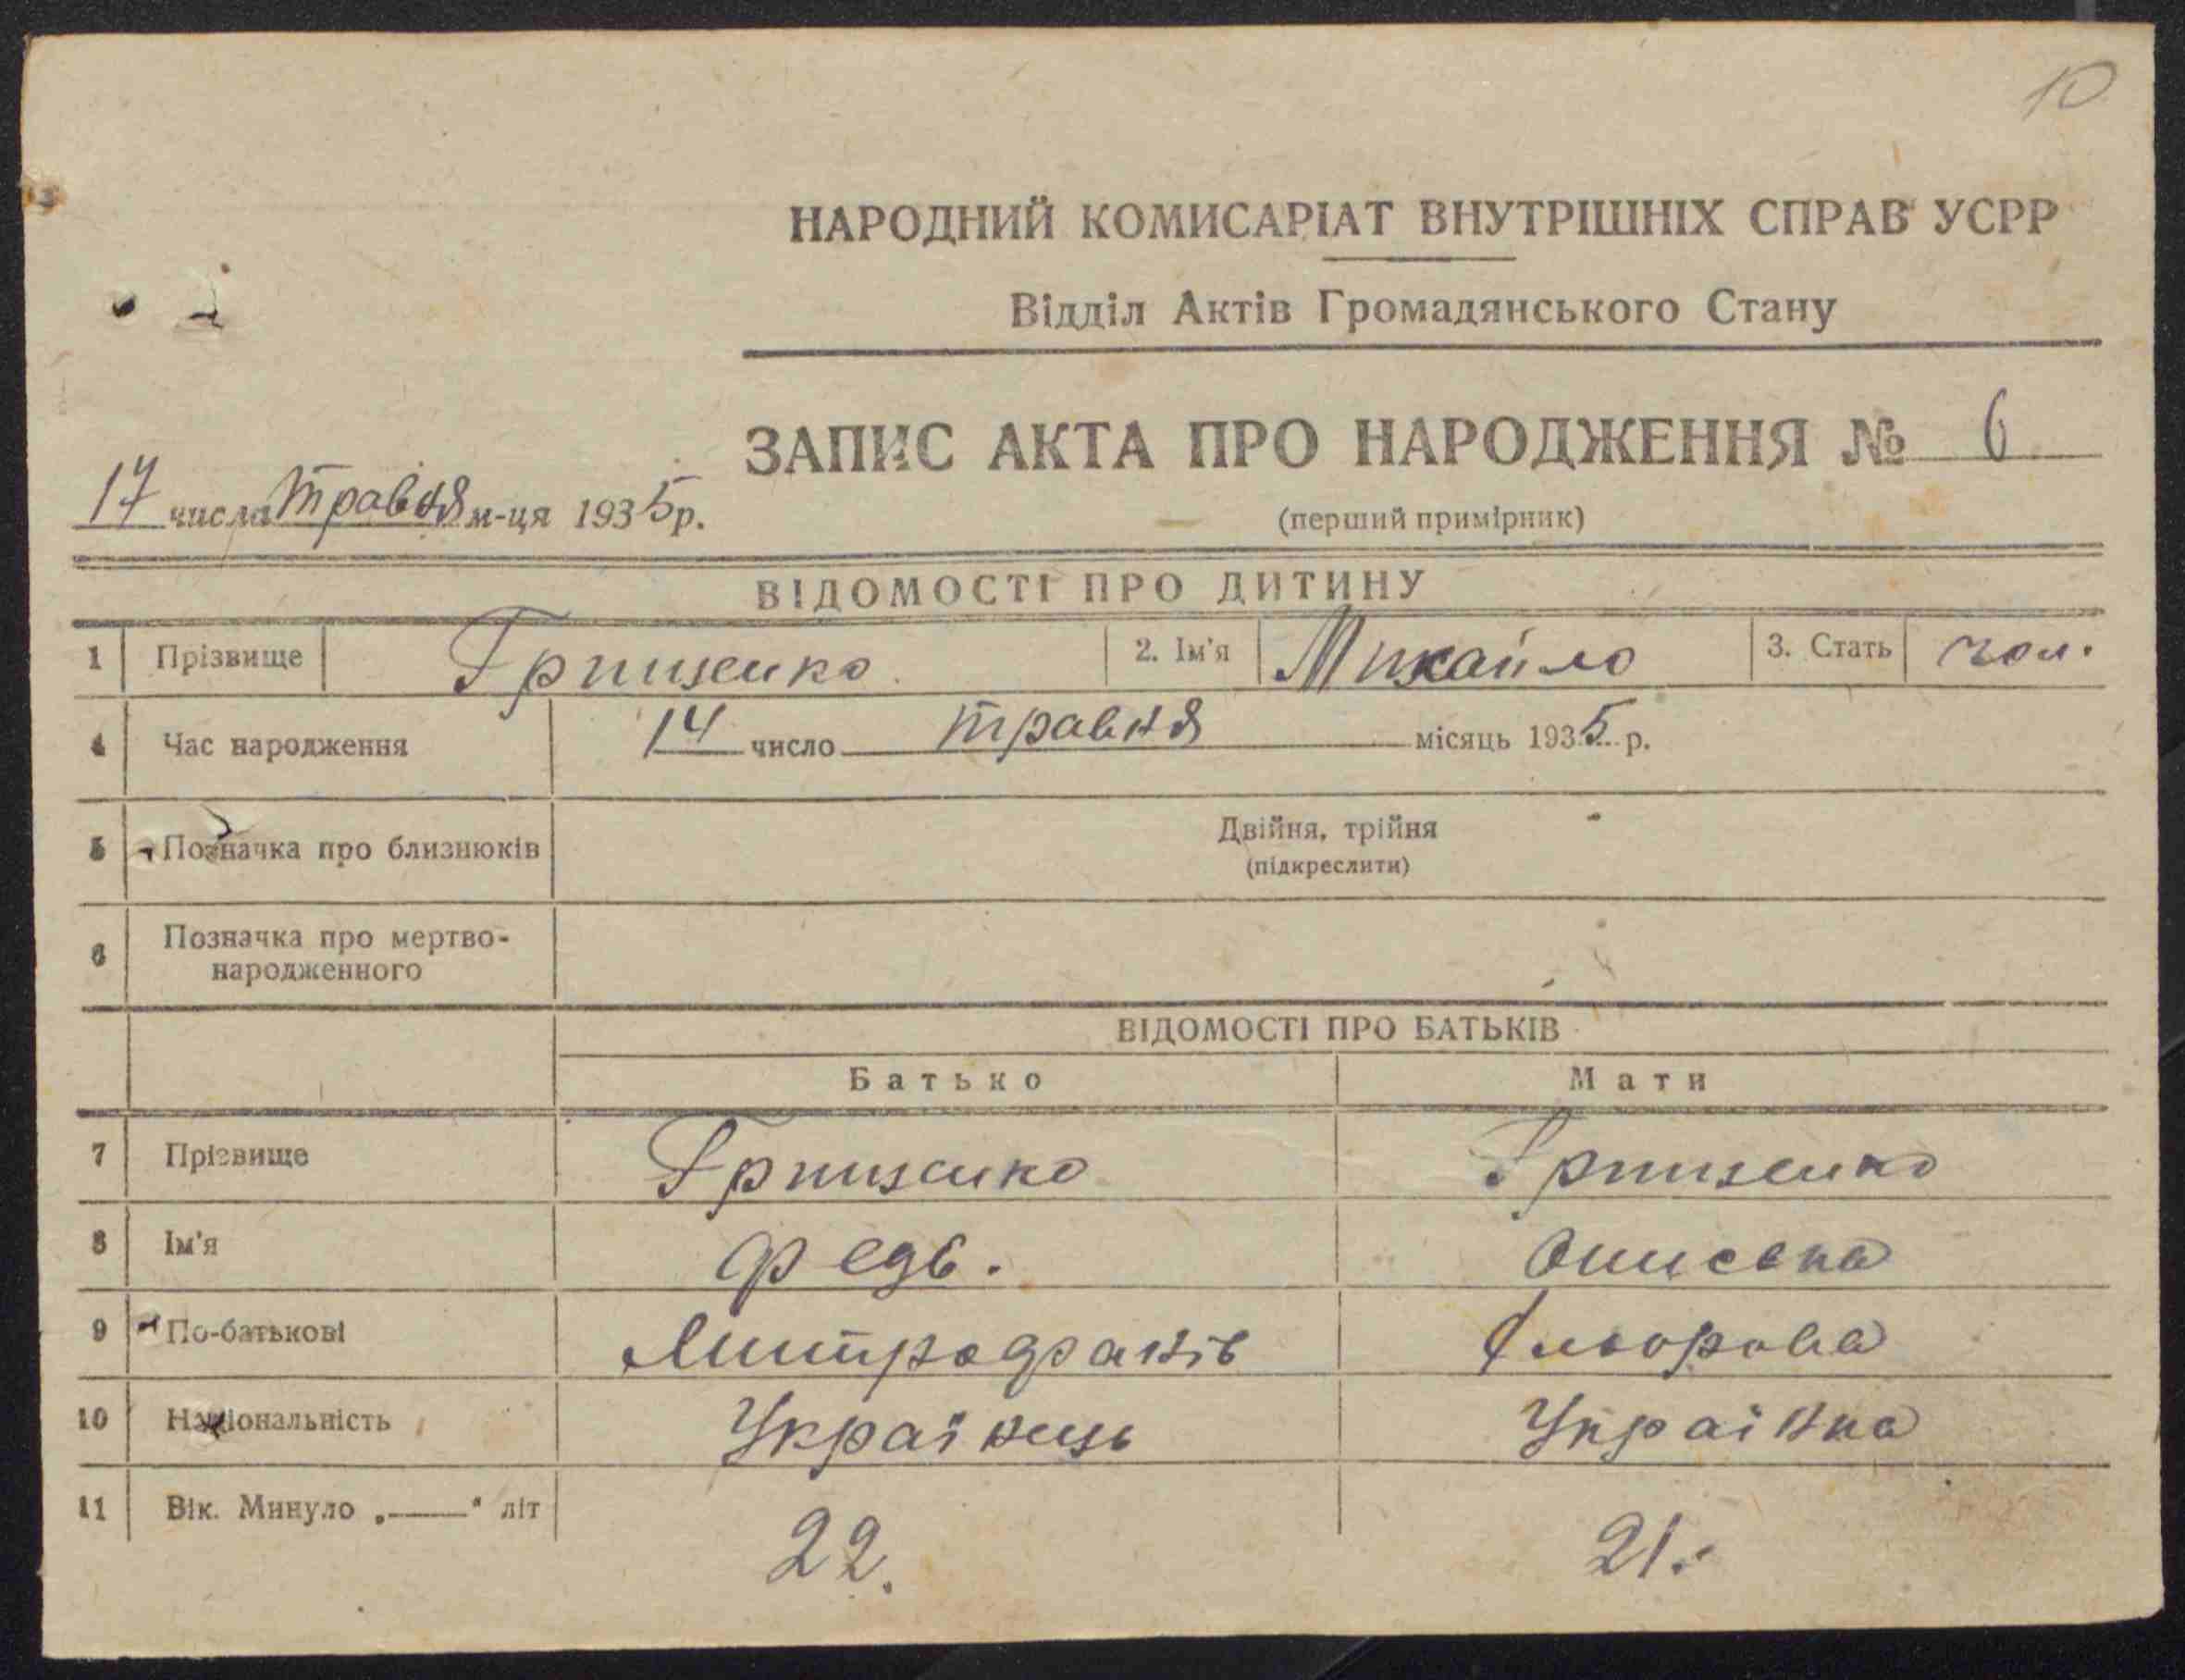 10
НАРОДНИЙ КОМИСАРІАТ ВНУТРІШНІХ СПРАВ УСРР
Відділ Актів Громадянського Стану
ЗАПИС АКТА ПРО НАРОДЖЕННЯ № 6
17 числа травня м-ця 1935 р.
(перший примірник)
ВІДОМОСТІ ПРО ДИТИНУ
1 Прізвище Грищенко 2. Ім'я Михайло 3. Стать чол.
4 Час народження 14 число травня місяць 1935 р.
5 Позначка про близнюків Двійня, трійня
(підкреслити)
6 Позначка про мертво-
народженного
ВІДОМОСТІ ПРО БАТЬКІВ
Батько Мати
7 Прізвище Грищенко Грищенко
8 Ім'я Федь.
9 По-батькові Митрофанів
10 Національність Українець Українка
11 Вік. Минуло „——“ літ 22. 21.